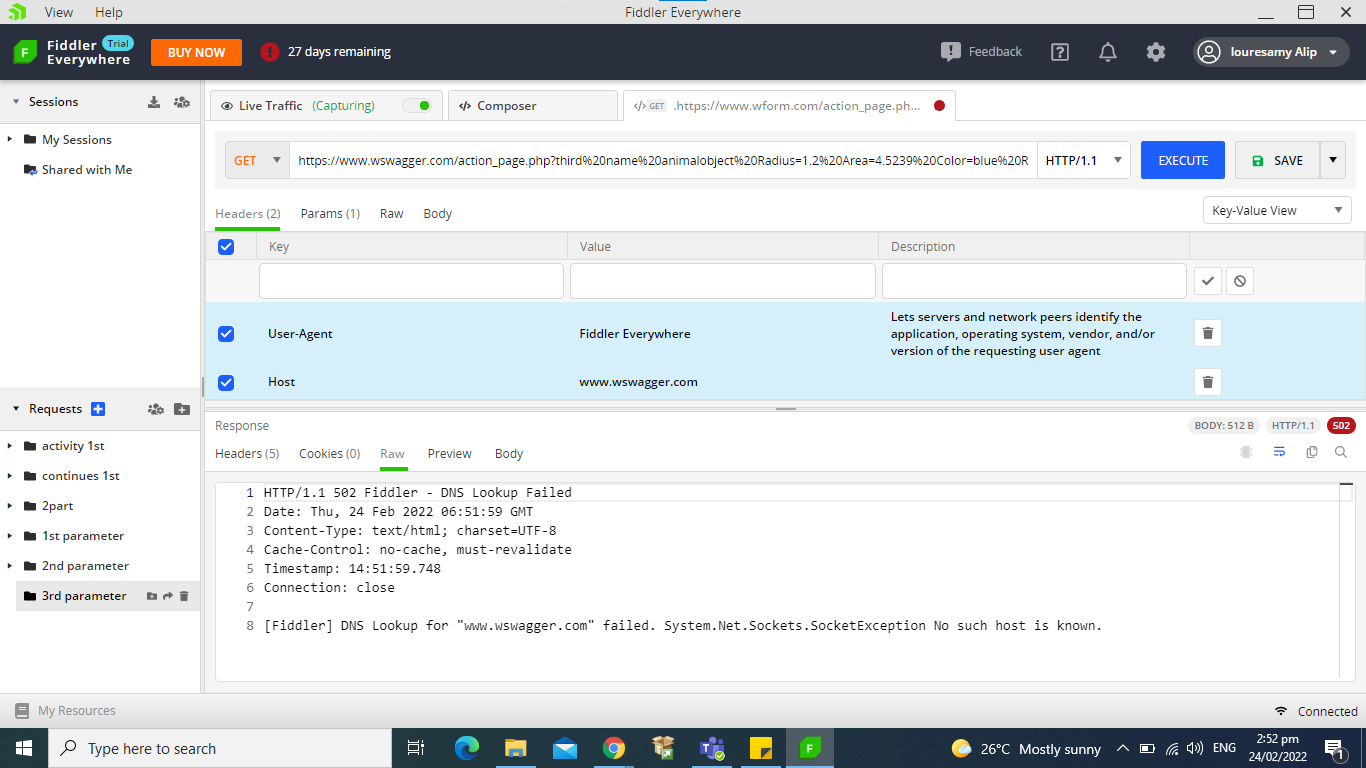 View Help Fiddler Everywhere
Fiddler Trial
Everywhere
BUY NOW
27 days remaining
Feedback
louresamy Alip
Sessions
Live Traffic (Capturing)
Composer
GET .https://www.wform.com/action_page.ph...
My Sessions
Shared with Me
GET
https://www.wswagger.com/action_page.php?third%20name%20animalobject%20Radius=1.2%20Area=4.5239%20Color=blue%20R
HTTP/1.1
EXECUTE
SAVE
Headers (2) Params (1) Raw Body
Key-Value View
Key Value Description
User-Agent
Fiddler Everywhere
Lets servers and network peers identify the
application, operating system, vendor, and/or
version of the requesting user agent
Host
www.wswagger.com
Requests
activity 1st
continues 1st
2part
1st parameter
2nd parameter
3rd parameter
Response
BODY: 512 B HTTP/1.1 502
Headers (5) Cookies (0) Raw Preview Body
1 HTTP/1.1 502 Fiddler - DNS Lookup Failed
2 Date: Thu, 24 Feb 2022 06:51:59 GMT
3 Content-Type: text/html; charset=UTF-8
4 Cache-Control: no-cache, must-revalidate
5 Timestamp: 14:51:59.748
6 Connection: close
7
8 [Fiddler] DNS Lookup for "www.wswagger.com" failed. System.Net.Sockets.SocketException No such host is known.
My Resources
Connected
Type here to search
26°C Mostly sunny
ENG
2:52 pm
24/02/2022
1